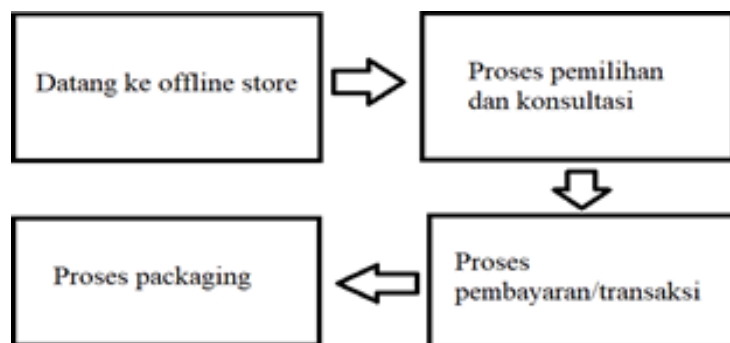 Datang ke offline store
Proses pemilihan
dan konsultasi
Proses
pembayaran/transaksi
Proses packaging